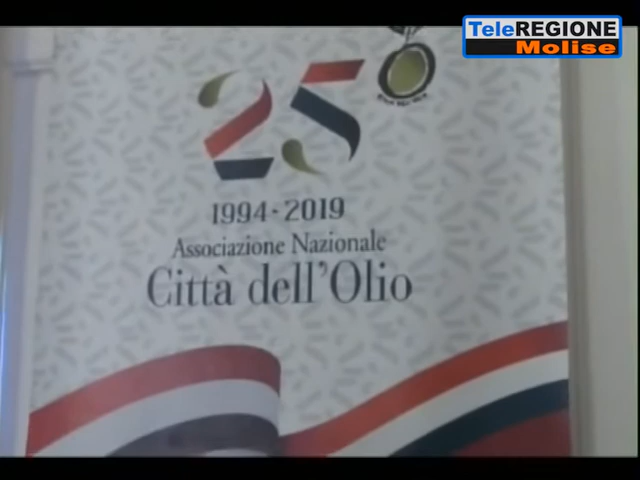 TeleREGIONE
Molise
25
1994-2019
Associazione Nazionale
Città dell'Olio